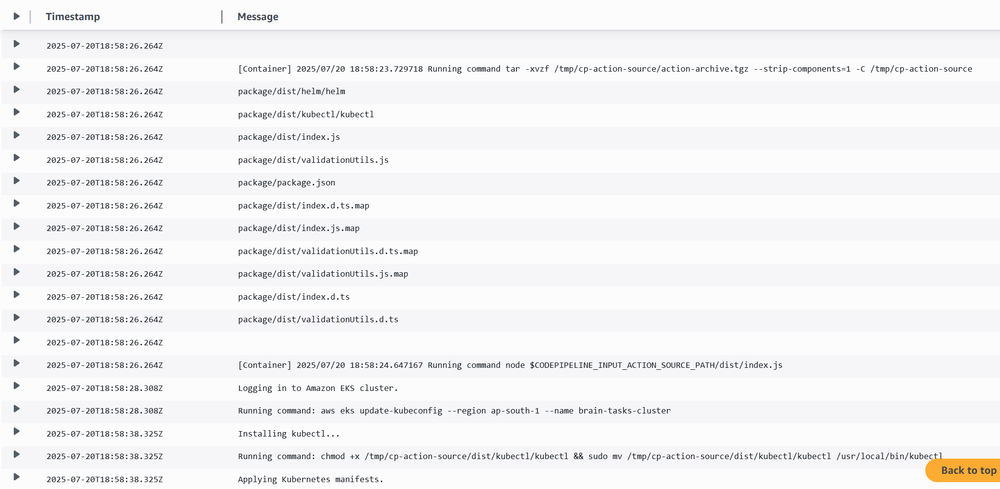 Timestamp Message
2025-07-20T18:58:26.264Z
2025-07-20T18:58:26.264Z [Container] 2025/07/20 18:58:23.729718 Running command tar -xvzf /tmp/cp-action-source/action-archive.tgz --strip-components=1 -C /tmp/cp-action-source
2025-07-20T18:58:26.264Z package/dist/helm/helm
2025-07-20T18:58:26.264Z package/dist/kubectl/kubectl
2025-07-20T18:58:26.264Z package/dist/index.js
2025-07-20T18:58:26.264Z package/dist/validationUtils.js
2025-07-20T18:58:26.264Z package/package.json
2025-07-20T18:58:26.264Z package/dist/index.d.ts.map
2025-07-20T18:58:26.264Z package/dist/index.js.map
2025-07-20T18:58:26.264Z package/dist/validationUtils.d.ts.map
2025-07-20T18:58:26.264Z package/dist/validationUtils.js.map
2025-07-20T18:58:26.264Z package/dist/index.d.ts
2025-07-20T18:58:26.264Z package/dist/validationUtils.d.ts
2025-07-20T18:58:26.264Z
2025-07-20T18:58:26.264Z [Container] 2025/07/20 18:58:24.647167 Running command node $CODEPIPELINE_INPUT_ACTION_SOURCE_PATH/dist/index.js
2025-07-20T18:58:28.308Z Logging in to Amazon EKS cluster.
2025-07-20T18:58:28.308Z Running command: aws eks update-kubeconfig --region ap-south-1 --name brain-tasks-cluster
2025-07-20T18:58:38.325Z Installing kubectl...
2025-07-20T18:58:38.325Z Running command: chmod +x /tmp/cp-action-source/dist/kubectl/kubectl && sudo mv /tmp/cp-action-source/dist/kubectl/kubectl /usr/local/bin/kubectl
Back to top
2025-07-20T18:58:38.325Z Applying Kubernetes manifests.